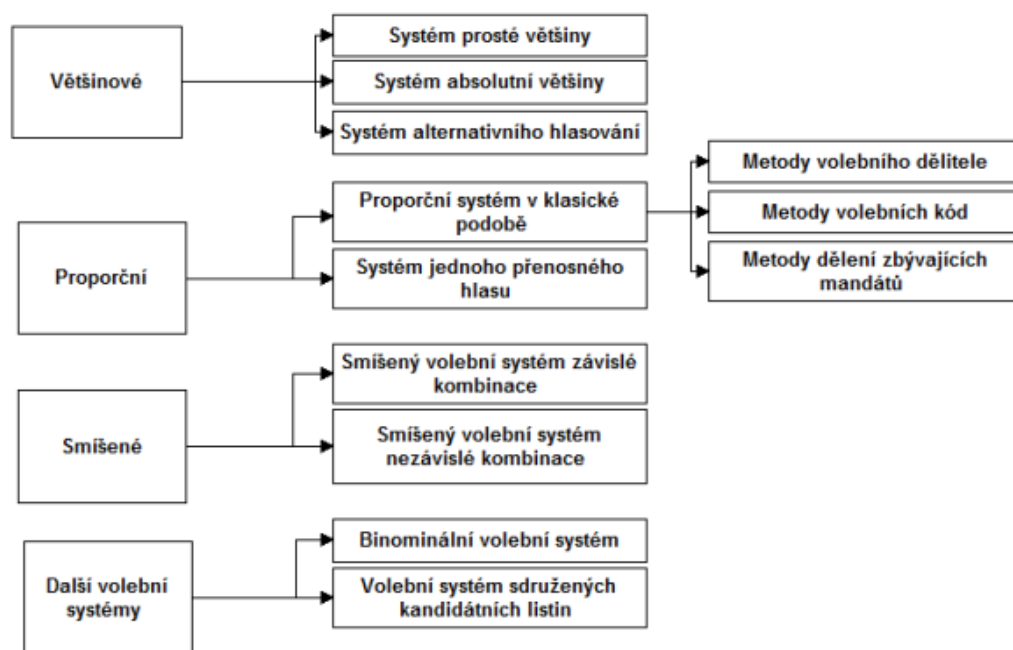 Většinové
Systém prosté většiny
Systém absolutní většiny
Systém alternativního hlasování
Proporční
Proporční systém v klasické
podobě
Systém jednoho přenosného
hlasu
Metody volebního dělitele
Metody volebních kód
Metody dělení zbývajících
mandátů
Smíšené
Smíšený volební systém závislé
kombinace
Smíšený volební systém
nezávislé kombinace
Další volební
systémy
Binominální volební systém
Volební systém sdružených
kandidátních listin